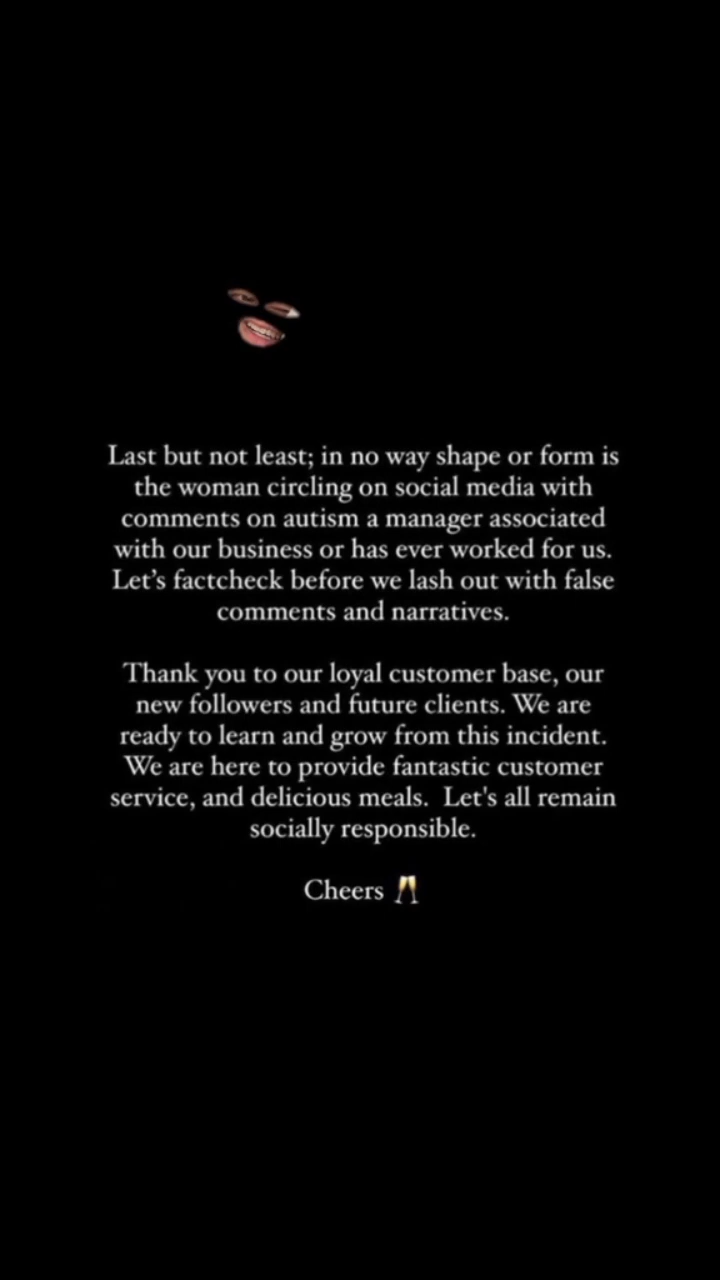 Last but not least; in no way shape or form is
the woman circling on social media with
comments on autism a manager associated
with our business or has ever worked for us.
Let’s factcheck before we lash out with false
comments and narratives.
Thank you to our loyal customer base, our
new followers and future clients. We are
ready to learn and grow from this incident.
We are here to provide fantastic customer
service, and delicious meals.  Let's all remain
socially responsible.
Cheers 🥂